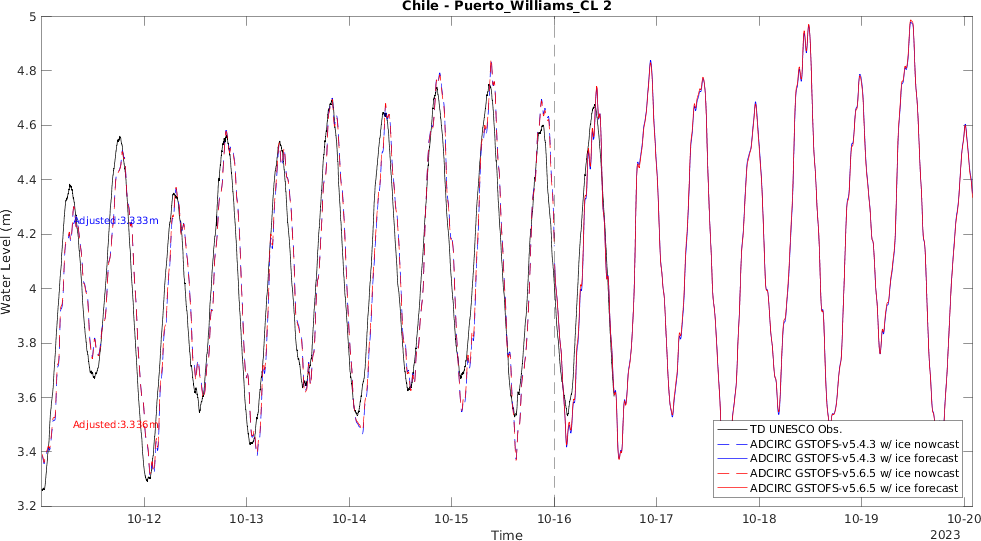 Chile - Puerto_Williams_CL 2
Water Level (m)
5
4.8
4.6
4.4
4.2
4
3.8
3.6
3.4
3.2
Adjusted:3.333m
Adjusted:3.336m
TD UNESCO Obs.
ADCIRC GSTOFS-v5.4.3 w/ ice nowcast
ADCIRC GSTOFS-v5.4.3 w/ ice forecast
ADCIRC GSTOFS-v5.6.5 w/ ice nowcast
ADCIRC GSTOFS-v5.6.5 w/ ice forecast
10-12 10-13 10-14 10-15 10-16 10-17 10-18 10-19 10-20
2023
Time